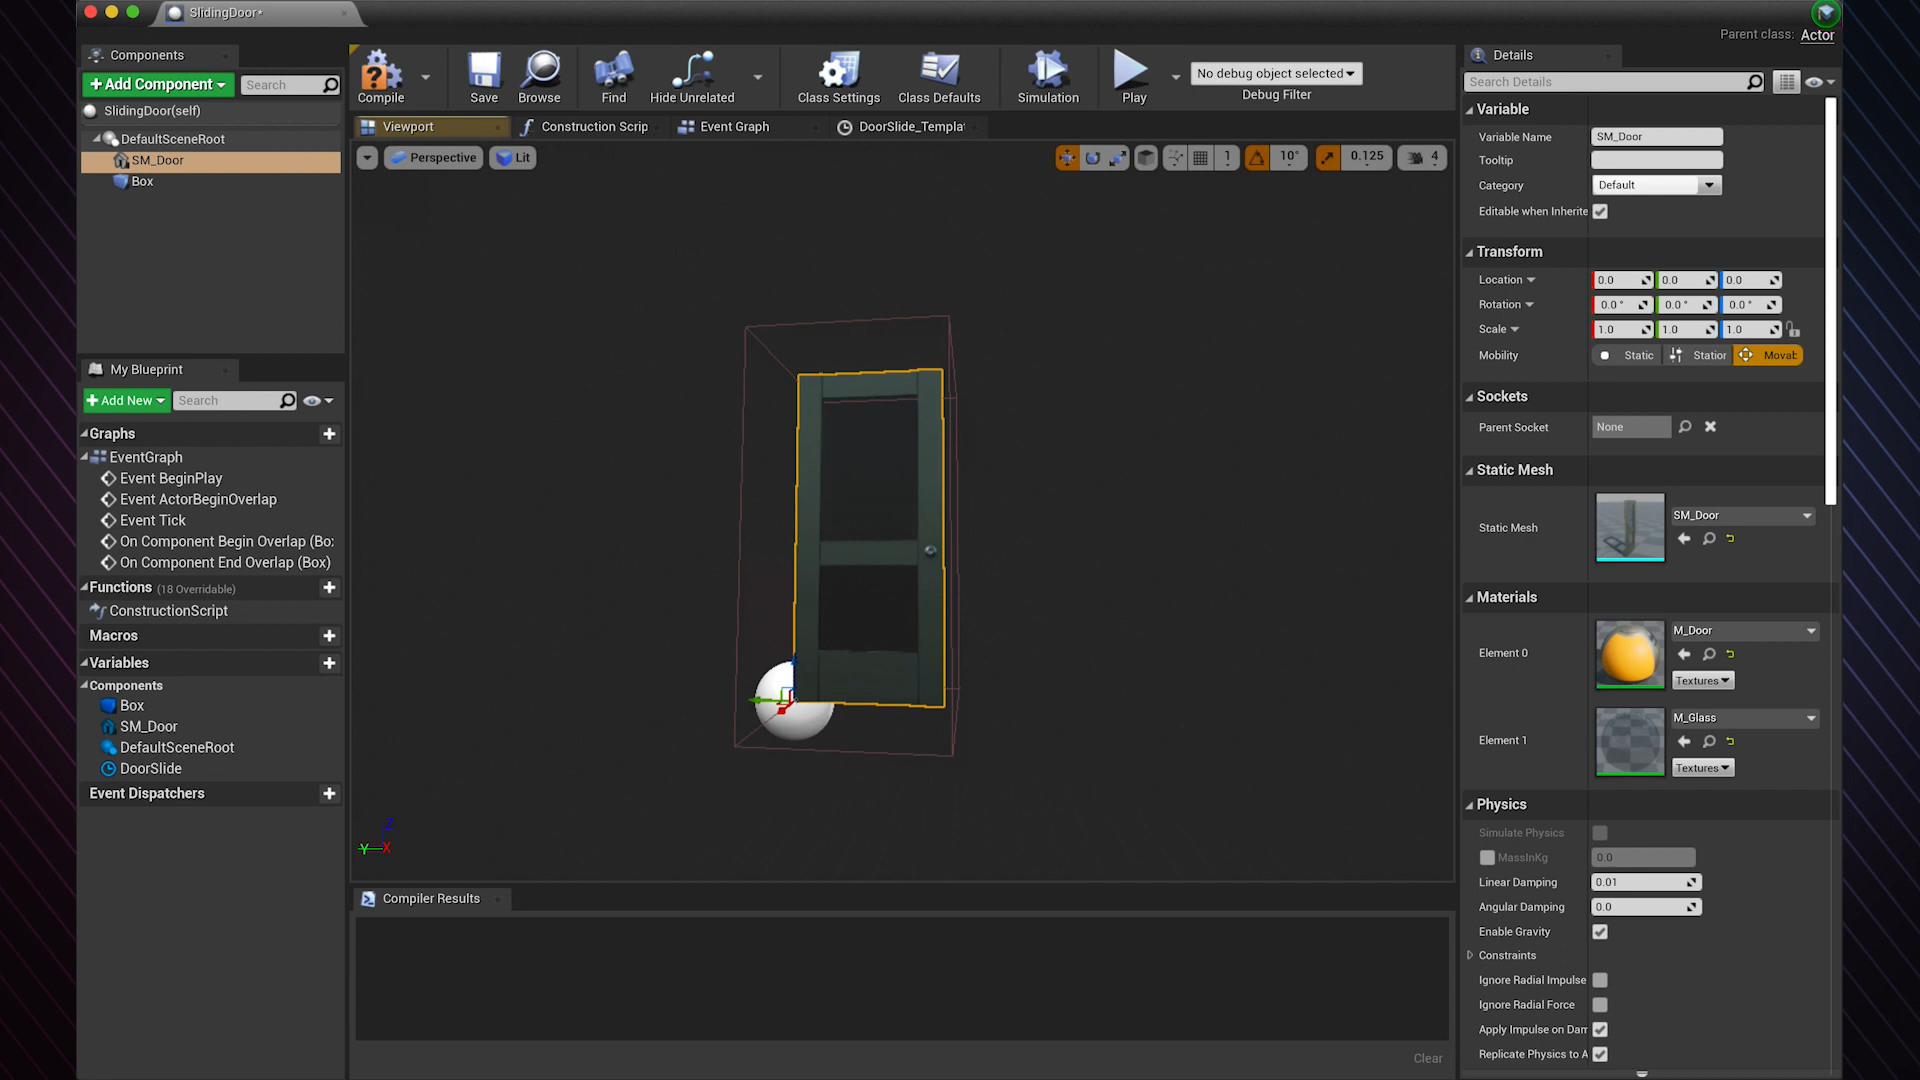 SlidingDoor*
Parent class: Actor
Components
+Add Component
Search
SlidingDoor(self)
DefaultSceneRoot
SM_Door
Box
Compile
Save
Browse
Find
Hide Unrelated
Class Settings
Class Defaults
Simulation
Play
No debug object selected
Debug Filter
Viewport
Construction Scrip
Event Graph
DoorSlide_Templat
Perspective
Lit
1
10°
0.125
4
Z
Y
X
My Blueprint
+Add New
Search
Graphs
EventGraph
Event BeginPlay
Event ActorBeginOverlap
Event Tick
On Component Begin Overlap (Bo
On Component End Overlap (Box)
Functions (18 Overridable)
ConstructionScript
Macros
Variables
Components
Box
SM_Door
DefaultSceneRoot
DoorSlide
Event Dispatchers
Compiler Results
Clear
Details
Search Details
Variable
Variable Name SM_Door
Tooltip
Category Default
Editable when Inherite
Transform
Location 0.0 0.0 0.0
Rotation 0.0° 0.0° 0.0°
Scale 1.0 1.0 1.0
Mobility Static Station Movab
Sockets
Parent Socket None
Static Mesh
Static Mesh SM_Door
Materials
Element 0 M_Door
Textures
Element 1 M_Glass
Textures
Physics
Simulate Physics
MassInKg 0.0
Linear Damping 0.01
Angular Damping 0.0
Enable Gravity
Constraints
Ignore Radial Impulse
Ignore Radial Force
Apply Impulse on Dam
Replicate Physics to A